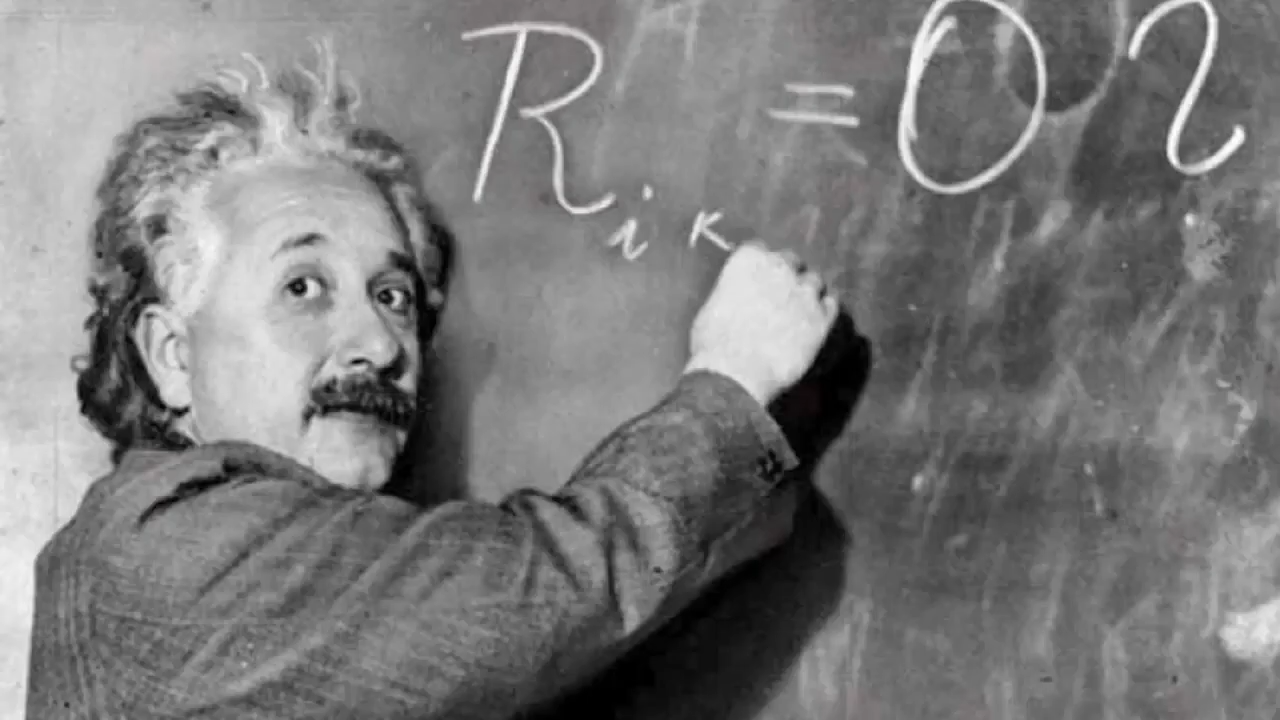 Rᵢₖ = 0 ?